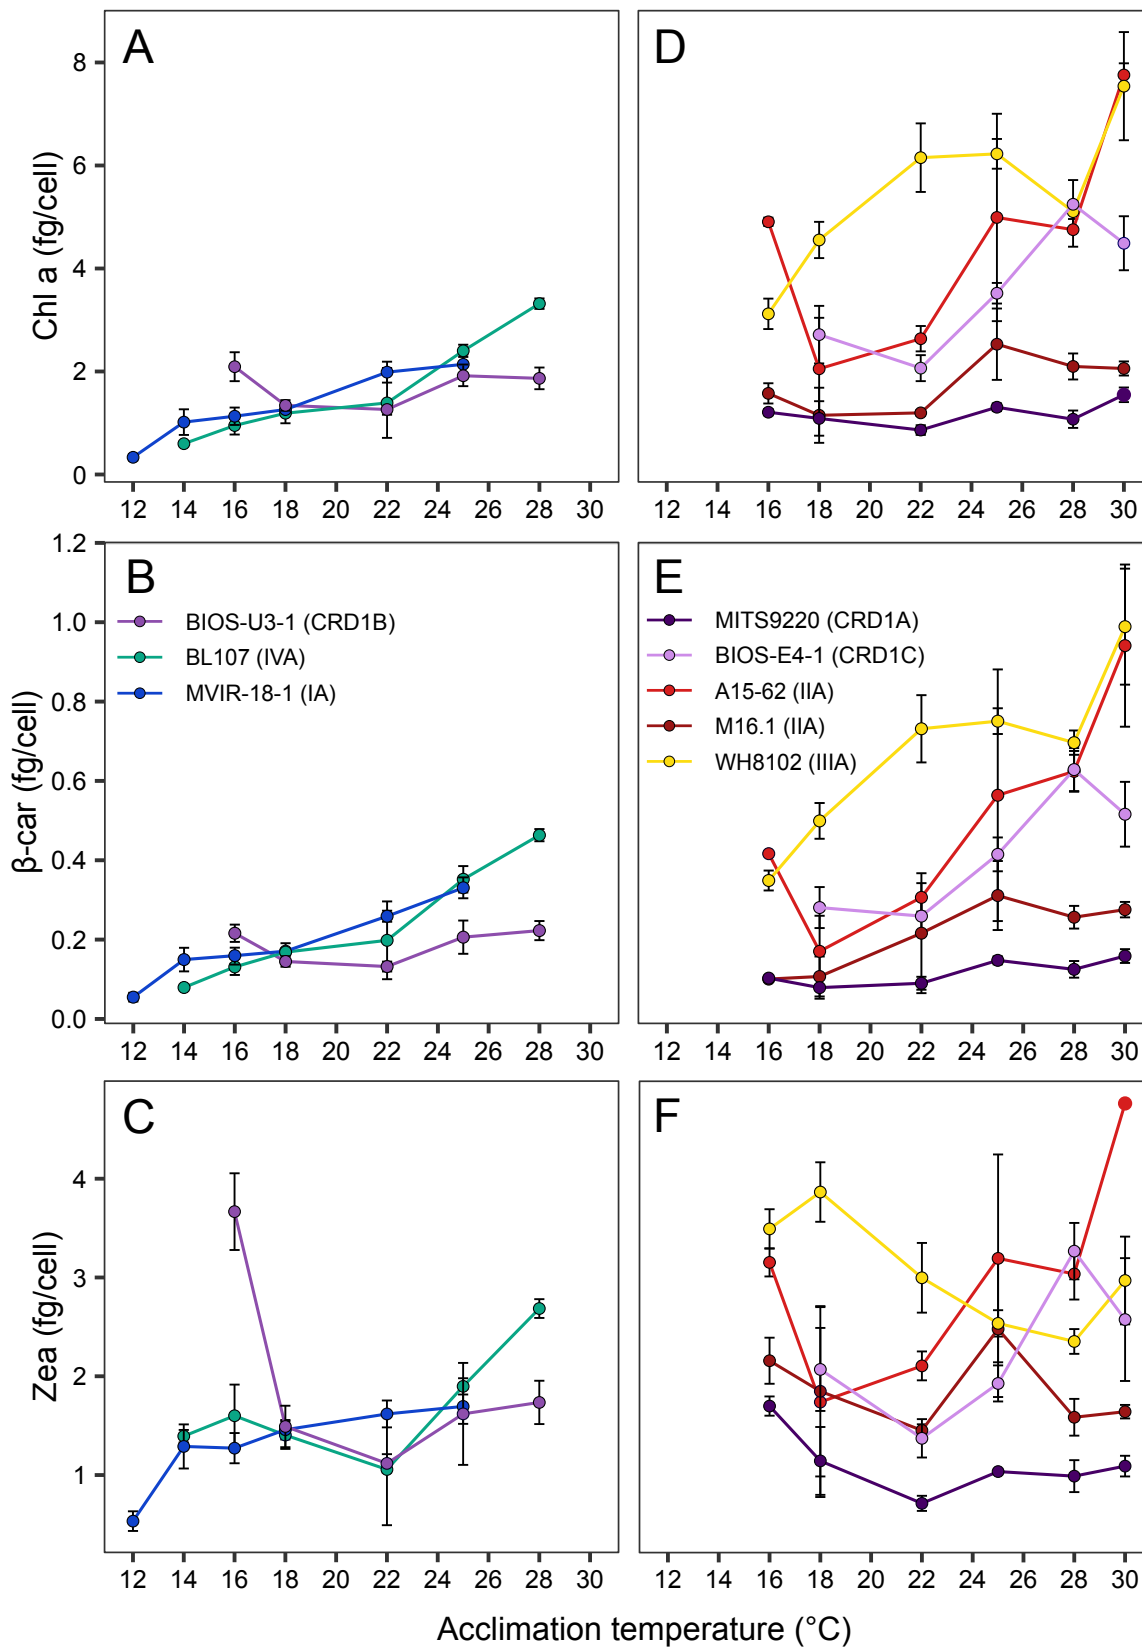 A
D
8
6
4
2
0
Chl a (fg/cell)
12 14 16 18 20 22 24 26 28 30
12 14 16 18 20 22 24 26 28 30
B
E
1.2
1.0
0.8
0.6
0.4
0.2
0.0
β-car (fg/cell)
BIOS-U3-1 (CRD1B)
BL107 (IVA)
MVIR-18-1 (IA)
MITS9220 (CRD1A)
BIOS-E4-1 (CRD1C)
A15-62 (IIA)
M16.1 (IIA)
WH8102 (IIIA)
12 14 16 18 20 22 24 26 28 30
12 14 16 18 20 22 24 26 28 30
C
F
4
3
2
1
Zea (fg/cell)
12 14 16 18 20 22 24 26 28 30
12 14 16 18 20 22 24 26 28 30
Acclimation temperature (°C)